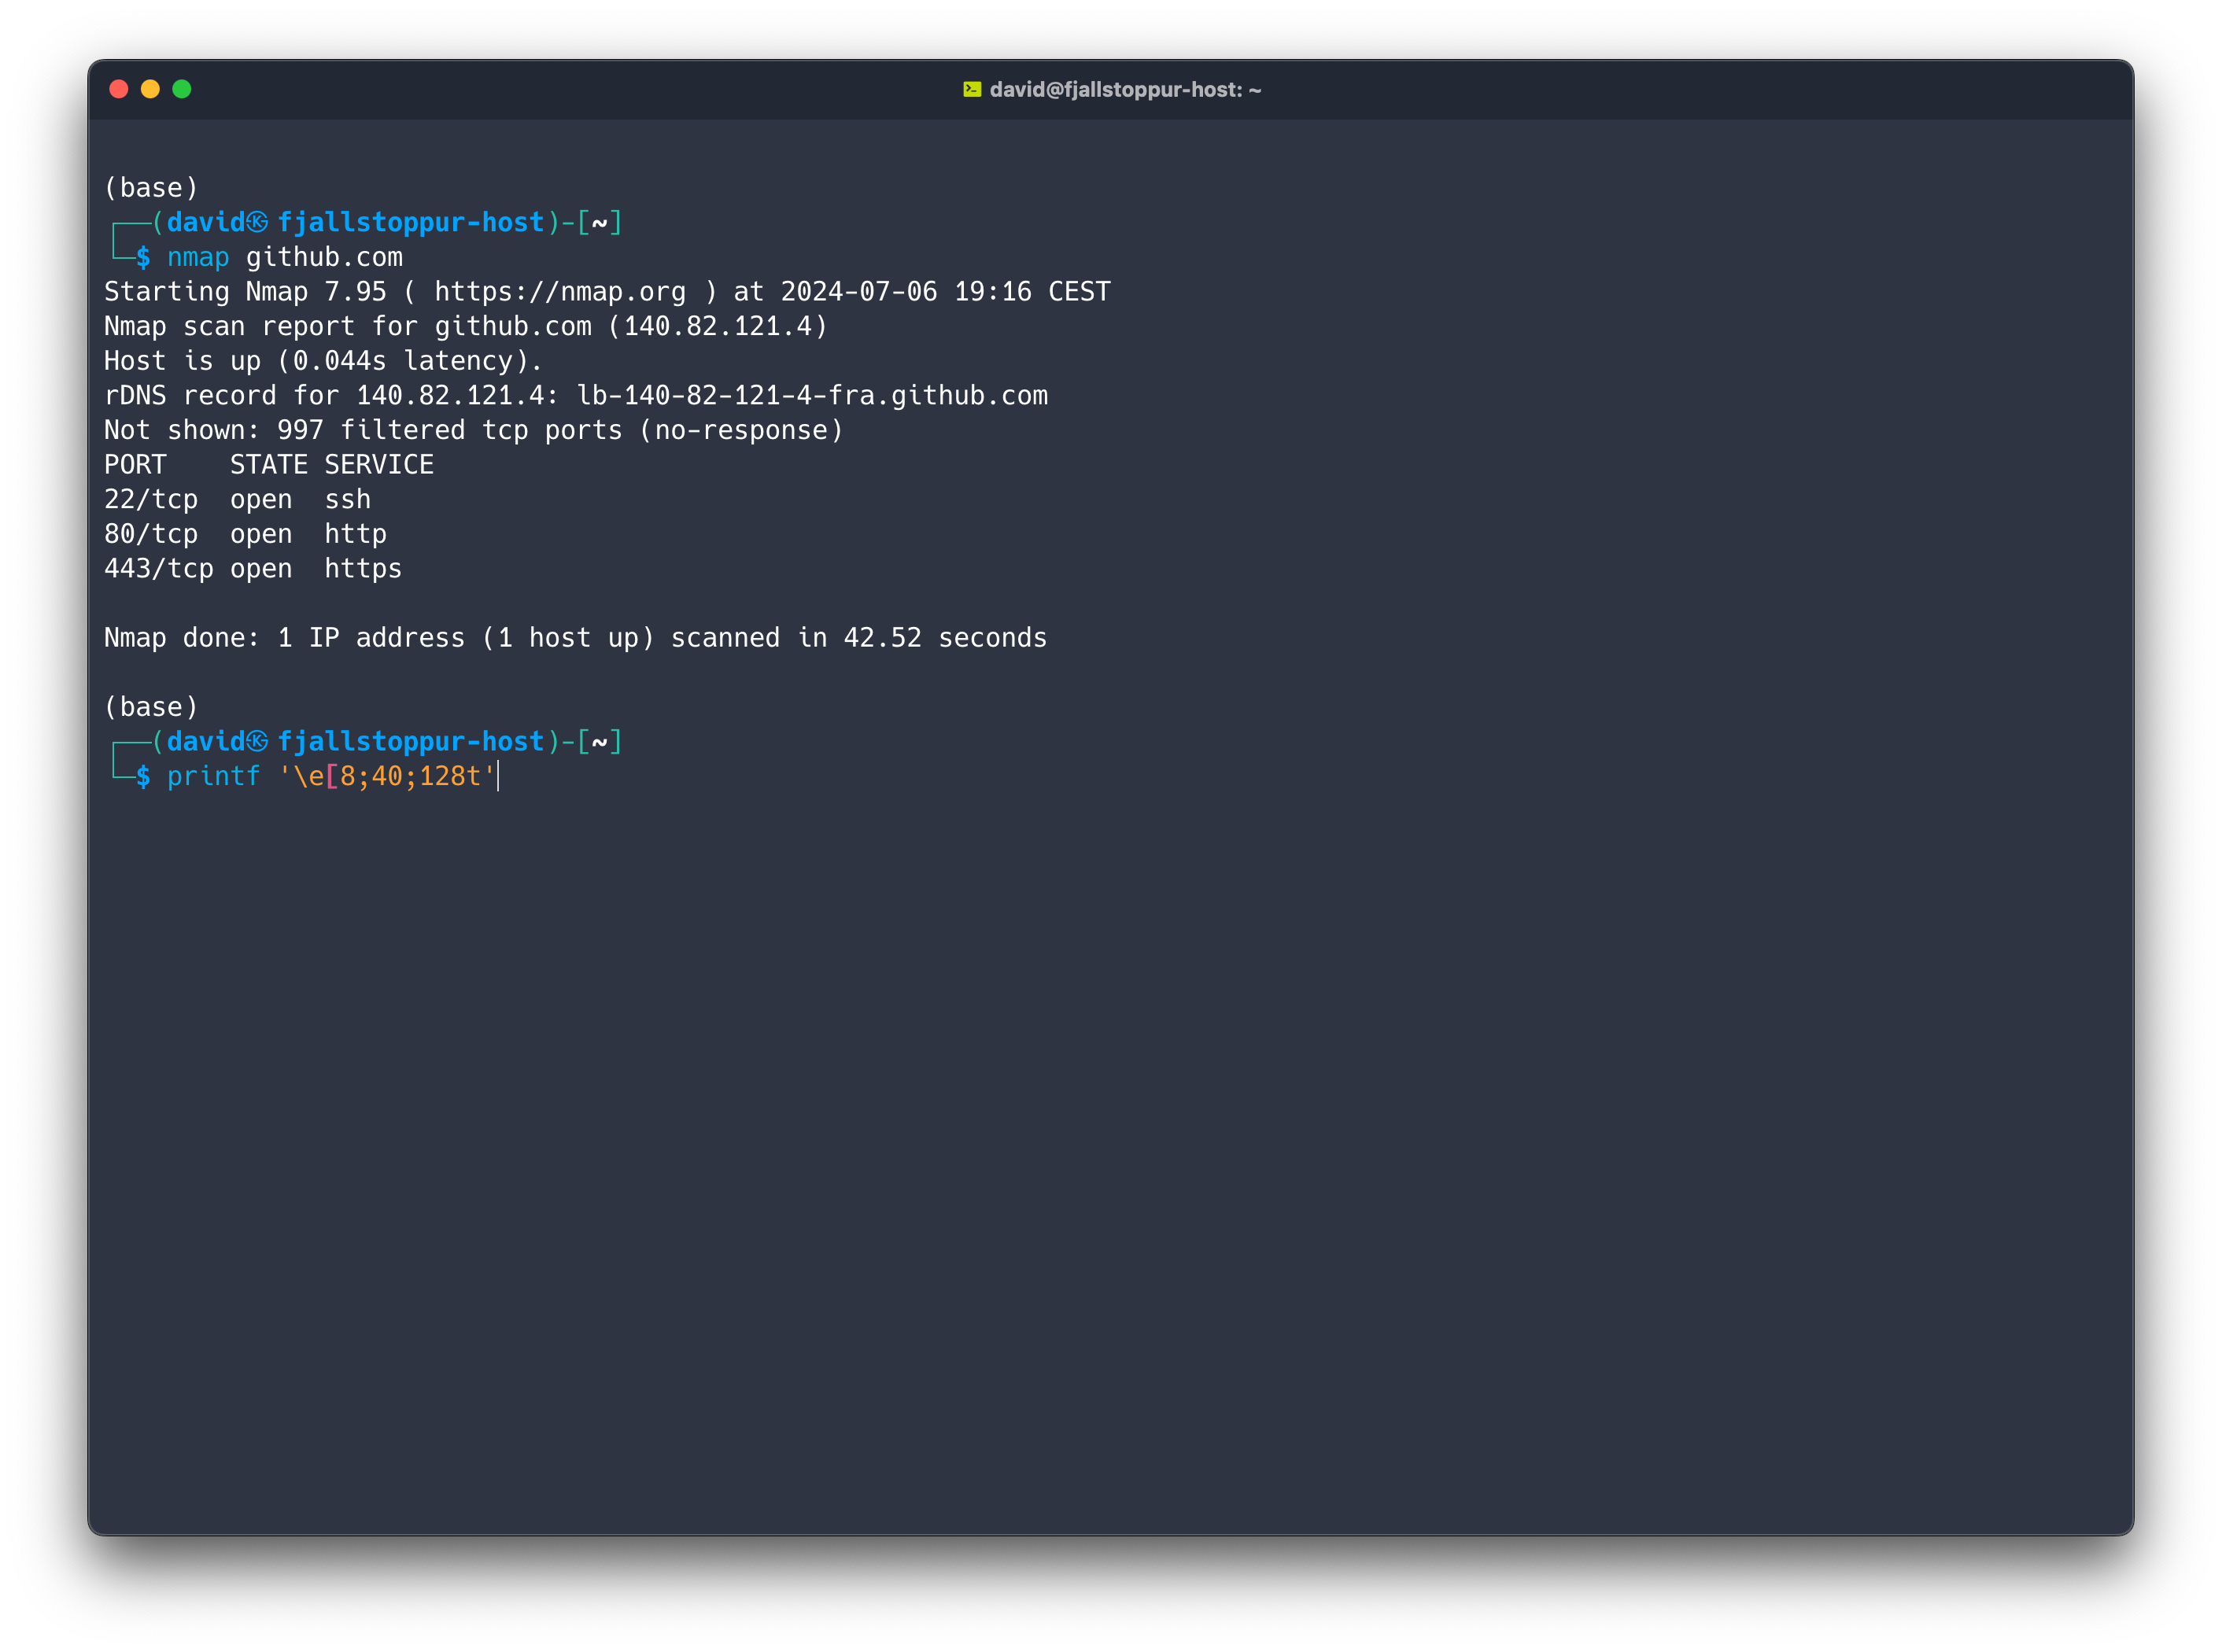 david@fjallstoppur-host: ~
(base)
┌──(david㉿fjallstoppur-host)-[~]
└─$ nmap github.com
Starting Nmap 7.95 ( https://nmap.org ) at 2024-07-06 19:16 CEST
Nmap scan report for github.com (140.82.121.4)
Host is up (0.044s latency).
rDNS record for 140.82.121.4: lb-140-82-121-4-fra.github.com
Not shown: 997 filtered tcp ports (no-response)
PORT    STATE SERVICE
22/tcp  open  ssh
80/tcp  open  http
443/tcp open  https
Nmap done: 1 IP address (1 host up) scanned in 42.52 seconds
(base)
┌──(david㉿fjallstoppur-host)-[~]
└─$ printf '\e[8;40;128t'